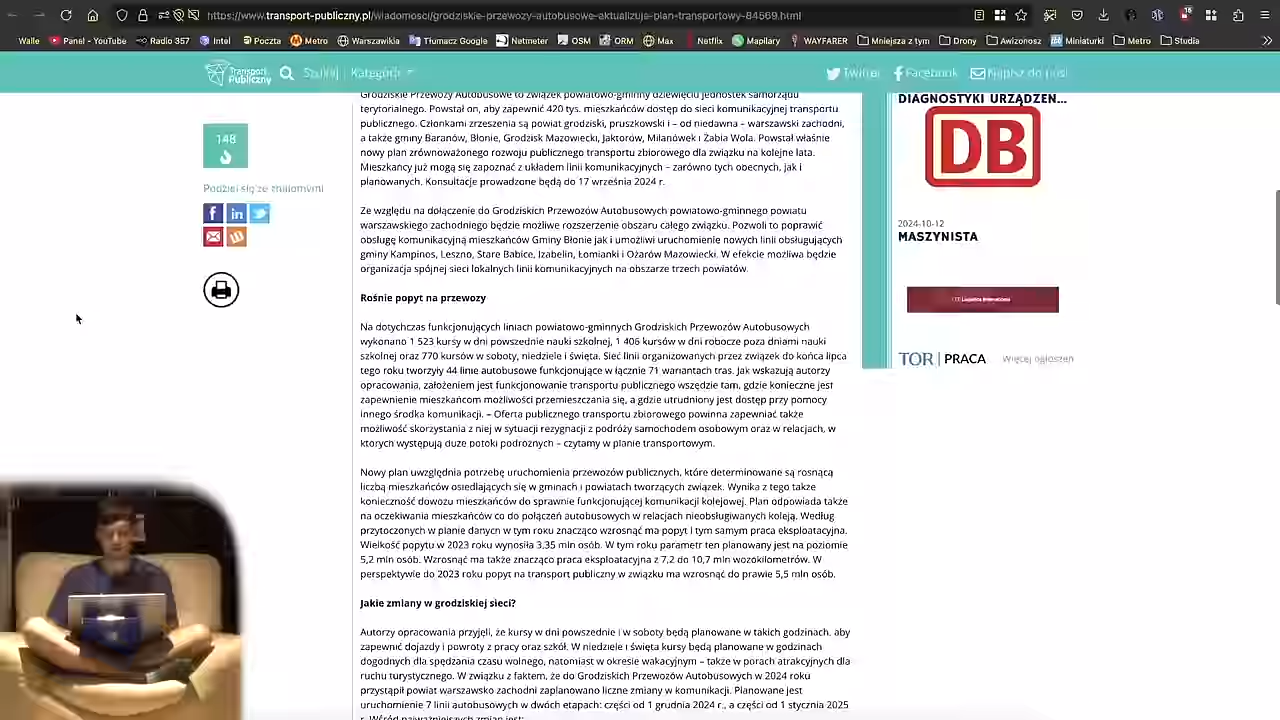 https://www.transport-publiczny.pl/wiadomosci/grodziskie-przewozy-autobusowe-aktualizuje-plan-transportowy-84569.html
Walle Panel - YouTube Radio 357 Intel Poczta Metro Warszawikia Tłumacz Google Netmeter OSM ORM Max Netflix Mapillary WAYFARER Mniejsza z tym Drony Awizonosz Miniaturki Metro Studia
Transport Publiczny Szukaj Kategorie Twitter Facebook Napisz do nas!
Grodziskie Przewozy Autobusowe to związek powiatowo-gminny dziewięciu jednostek samorządu
terytorialnego. Powstał on, aby zapewnić 420 tys. mieszkańców dostęp do sieci komunikacyjnej transportu
publicznego. Członkami zrzeszenia są powiat grodziski, pruszkowski i – od niedawna – warszawski zachodni,
a także gminy Baranów, Błonie, Grodzisk Mazowiecki, Jaktorów, Milanówek i Żabia Wola. Powstał właśnie
nowy plan zrównoważonego rozwoju publicznego transportu zbiorowego dla związku na kolejne lata.
Mieszkańcy już mogą się zapoznać z układem linii komunikacyjnych – zarówno tych obecnych, jak i
planowanych. Konsultacje prowadzone będą do 17 września 2024 r.
Ze względu na dołączenie do Grodziskich Przewozów Autobusowych powiatowo-gminnego powiatu
warszawskiego zachodniego będzie możliwe rozszerzenie obszaru całego związku. Pozwoli to poprawić
obsługę komunikacyjną mieszkańców Gminy Błonie jak i umożliwi uruchomienie nowych linii obsługujących
gminy Kampinos, Leszno, Stare Babice, Izabelin, Łomianki i Ożarów Mazowiecki. W efekcie możliwa będzie
organizacja spójnej sieci lokalnych linii komunikacyjnych na obszarze trzech powiatów.
Rośnie popyt na przewozy
Na dotychczas funkcjonujących liniach powiatowo-gminnych Grodziskich Przewozów Autobusowych
wykonano 1 523 kursy w dni powszednie nauki szkolnej, 1 406 kursów w dni robocze poza dniami nauki
szkolnej oraz 770 kursów w soboty, niedziele i święta. Sieć linii organizowanych przez związek do końca lipca
tego roku tworzyły 44 linie autobusowe funkcjonujące w łącznie 71 wariantach tras. Jak wskazują autorzy
opracowania, założeniem jest funkcjonowanie transportu publicznego wszędzie tam, gdzie konieczne jest
zapewnienie mieszkańcom możliwości przemieszczania się, a gdzie utrudniony jest dostęp przy pomocy
innego środka komunikacji. – Oferta publicznego transportu zbiorowego powinna zapewniać także
możliwość skorzystania z niej w sytuacji rezygnacji z podróży samochodem osobowym oraz w relacjach, w
których występują duże potoki podróżnych – czytamy w planie transportowym.
Nowy plan uwzględnia potrzebę uruchomienia przewozów publicznych, które determinowane są rosnącą
liczbą mieszkańców osiedlających się w gminach i powiatach tworzących związek. Wynika z tego także
konieczność dowozu mieszkańców do sprawnie funkcjonującej komunikacji kolejowej. Plan odpowiada także
na oczekiwania mieszkańców co do połączeń autobusowych w relacjach nieobsługiwanych koleją. Według
przytoczonych w planie danych w tym roku znacząco wzrosnąć ma popyt i tym samym praca eksploatacyjna.
Wielkość popytu w 2023 roku wynosiła 3,35 mln osób. W tym roku parametr ten planowany jest na poziomie
5,2 mln osób. Wzrosnąć ma także znacząco praca eksploatacyjna z 7,2 do 10,7 mln wozokilometrów. W
perspektywie do 2023 roku popyt na transport publiczny w związku ma wzrosnąć do prawie 5,5 mln osób.
Jakie zmiany w grodziskiej sieci?
Autorzy opracowania przyjęli, że kursy w dni powszednie i w soboty będą planowane w takich godzinach, aby
zapewnić dojazdy i powroty z pracy oraz szkół. W niedziele i święta kursy będą planowane w godzinach
dogodnych dla spędzania czasu wolnego, natomiast w okresie wakacyjnym – także w porach atrakcyjnych dla
ruchu turystycznego. W związku z faktem, że do Grodziskich Przewozów Autobusowych w 2024 roku
przystąpił powiat warszawsko zachodni zaplanowano liczne zmiany w komunikacji. Planowane jest
uruchomienie 7 linii autobusowych w dwóch etapach: części od 1 grudnia 2024 r., a części od 1 stycznia 2025
r. Wśród najważniejszych zmian jest:
148
Podziel się ze znajomymi
DIAGNOSTYKI URZĄDZEŃ...
DB
2024-10-12
MASZYNISTA
TOR PRACA Więcej ogłoszeń